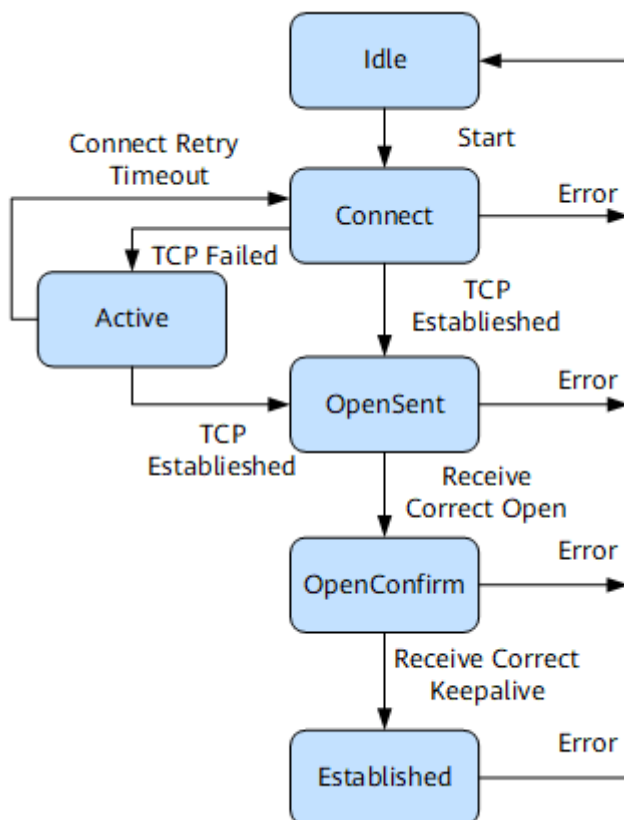 Idle
Start
Connect Retry
Timeout
Connect
Error
TCP Failed
Active
TCP
Establieshed
OpenSent
Error
TCP
Establieshed
Receive
Correct Open
OpenConfirm
Error
Receive Correct
Keepalive
Established
Error